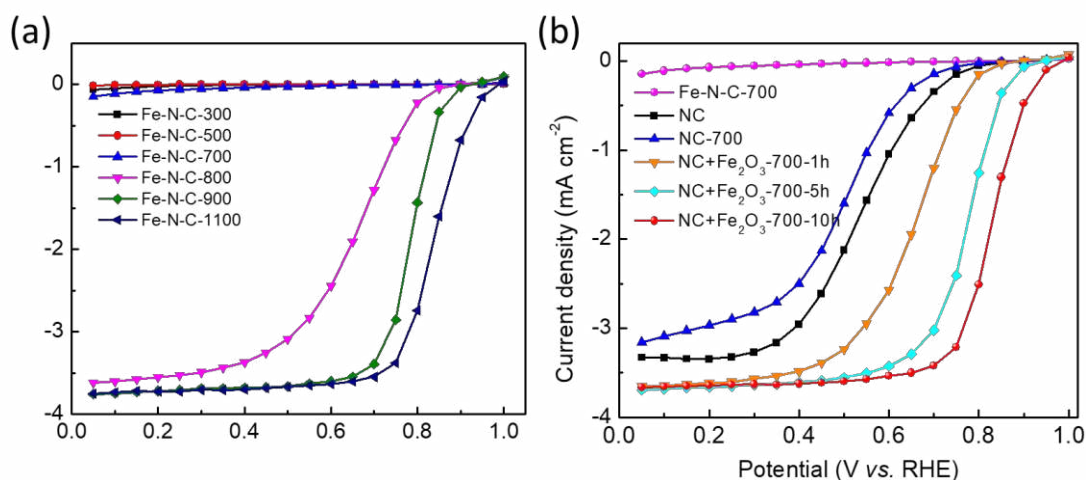 (a)
0
-1
-2
-3
-4
0.0 0.2 0.4 0.6 0.8 1.0
Fe-N-C-300
Fe-N-C-500
Fe-N-C-700
Fe-N-C-800
Fe-N-C-900
Fe-N-C-1100
(b)
Current density (mA cm⁻²)
0
-1
-2
-3
-4
0.0 0.2 0.4 0.6 0.8 1.0
Potential (V vs. RHE)
Fe-N-C-700
NC
NC-700
NC+Fe₂O₃-700-1h
NC+Fe₂O₃-700-5h
NC+Fe₂O₃-700-10h